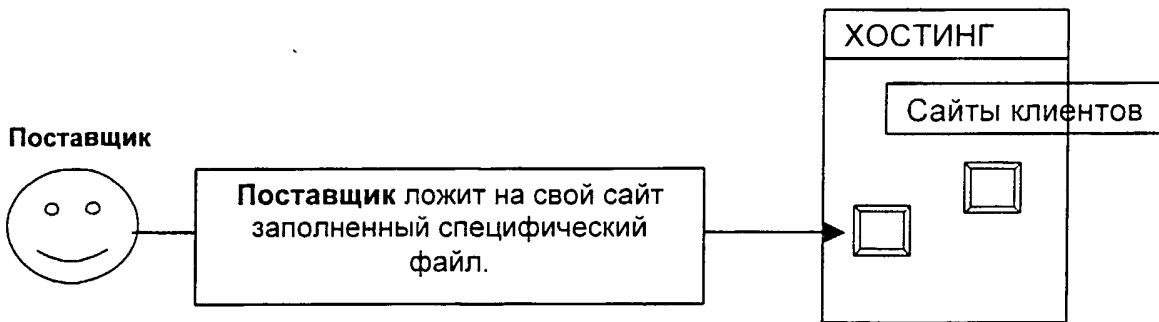 ХОСТИНГ
Сайты клиентов
Поставщик
Поставщик ложит на свой сайт
заполненный специфический
файл.